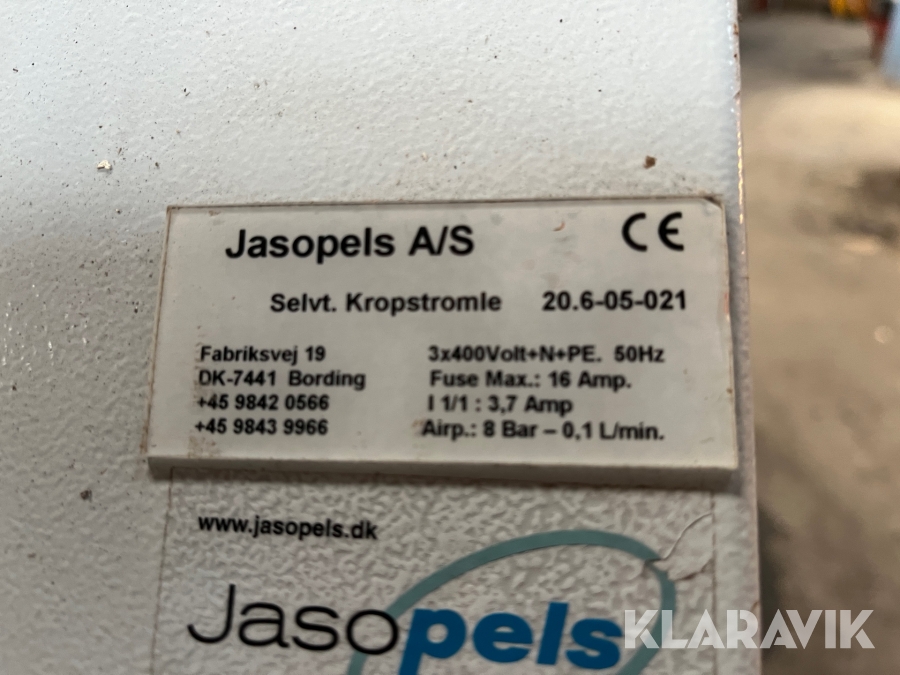 Jasopels A/S CE
Selvt. Kropstromle 20.6-05-021
Fabriksvej 19 3x400Volt+N+PE. 50Hz
DK-7441 Bording Fuse Max.: 16 Amp.
+45 9842 0566 I 1/1 : 3,7 Amp
+45 9843 9966 Airp.: 8 Bar – 0,1 L/min.
www.jasopels.dk
Jasopels
KLARAVIK